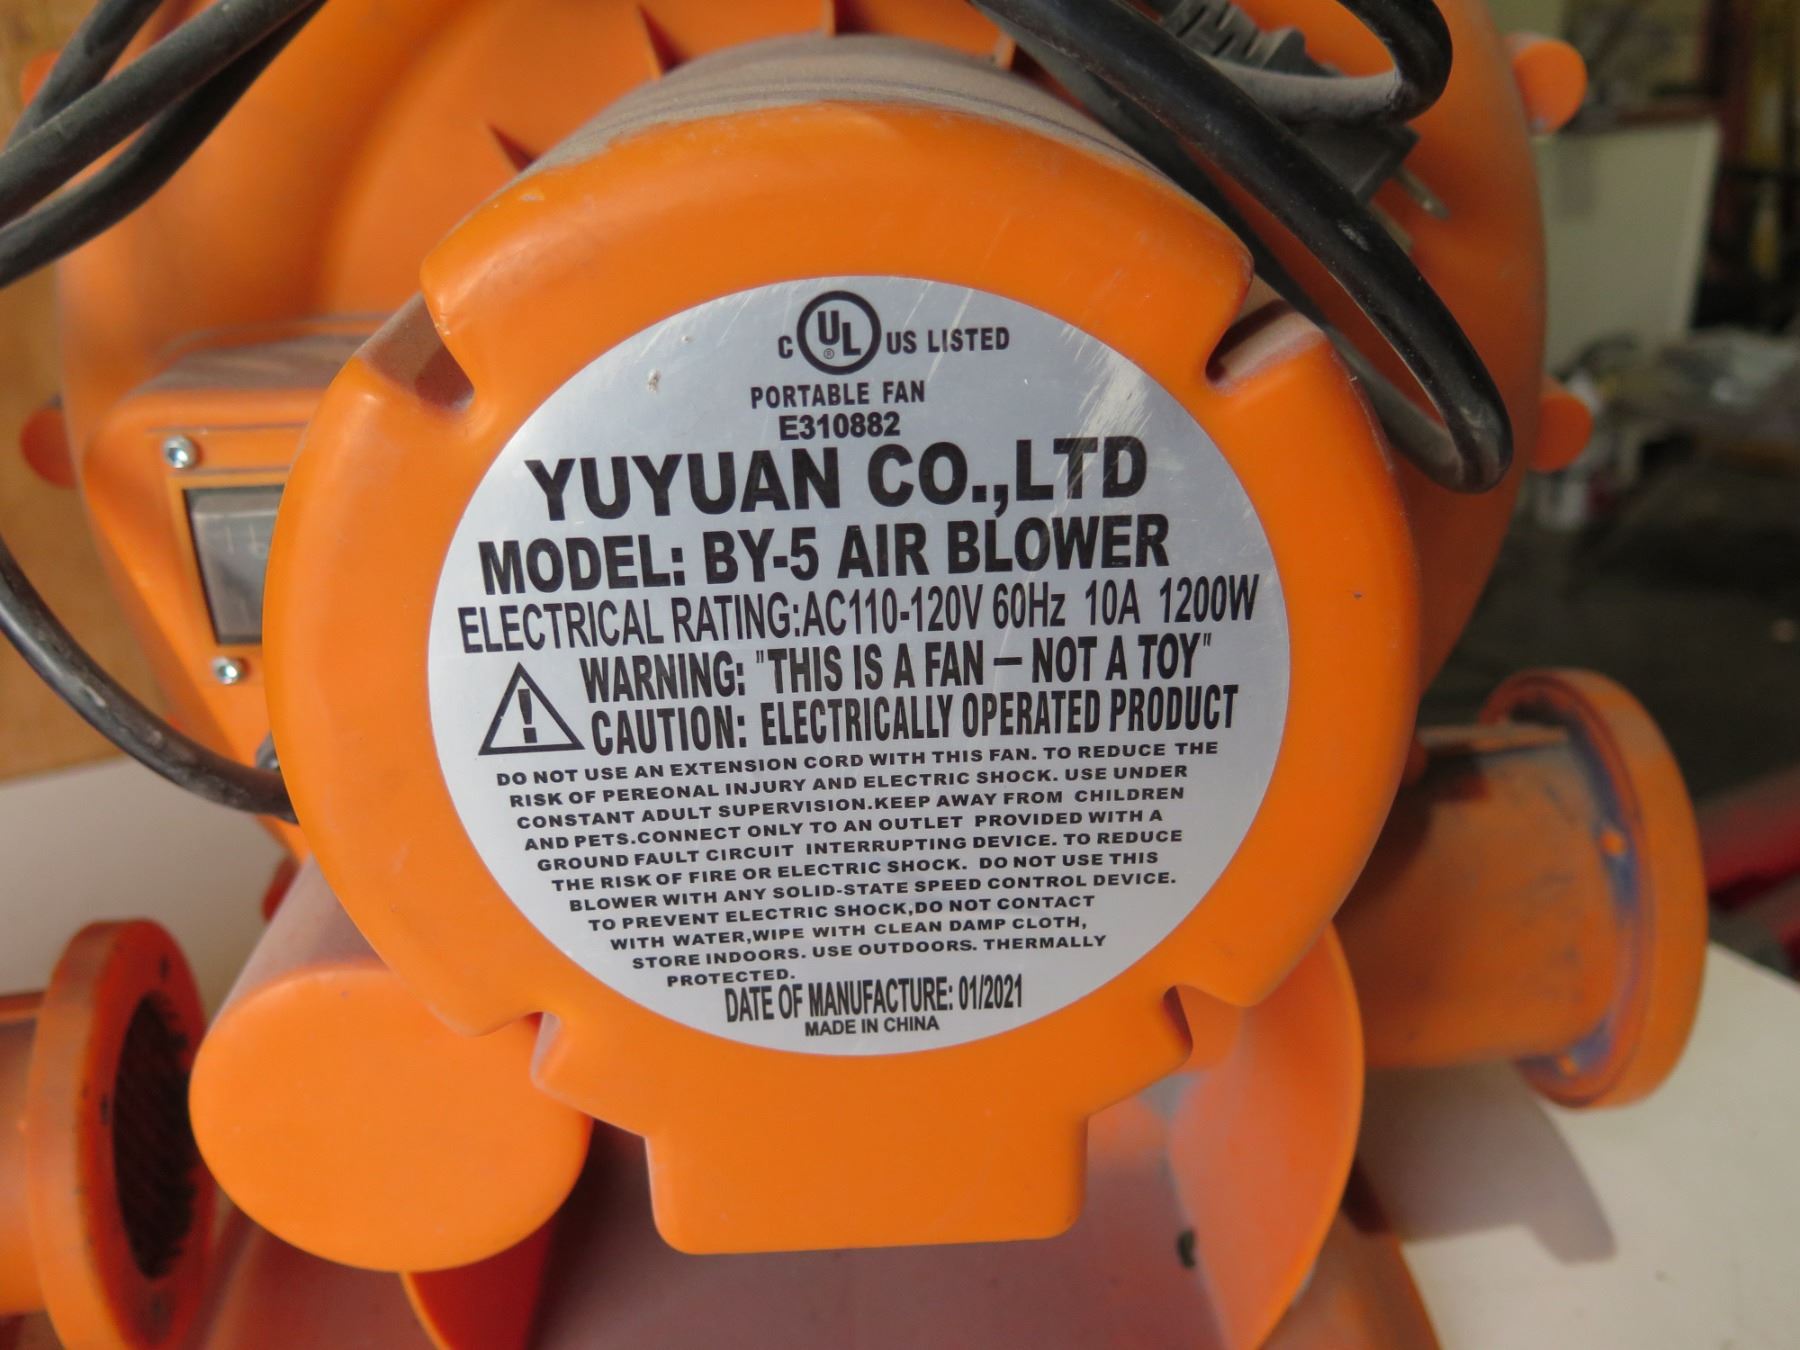 C UL® US LISTED
PORTABLE FAN
E310882
YUYUAN CO.,LTD
MODEL: BY-5 AIR BLOWER
ELECTRICAL RATING:AC110-120V 60Hz 10A 1200W
WARNING: "THIS IS A FAN — NOT A TOY"
CAUTION: ELECTRICALLY OPERATED PRODUCT
DO NOT USE AN EXTENSION CORD WITH THIS FAN. TO REDUCE THE
RISK OF PEREONAL INJURY AND ELECTRIC SHOCK. USE UNDER
CONSTANT ADULT SUPERVISION.KEEP AWAY FROM CHILDREN
AND PETS.CONNECT ONLY TO AN OUTLET PROVIDED WITH A
GROUND FAULT CIRCUIT INTERRUPTING DEVICE. TO REDUCE
THE RISK OF FIRE OR ELECTRIC SHOCK. DO NOT USE THIS
BLOWER WITH ANY SOLID-STATE SPEED CONTROL DEVICE.
TO PREVENT ELECTRIC SHOCK,DO NOT CONTACT
WITH WATER,WIPE WITH CLEAN DAMP CLOTH,
STORE INDOORS. USE OUTDOORS. THERMALLY
PROTECTED.
DATE OF MANUFACTURE: 01/2021
MADE IN CHINA